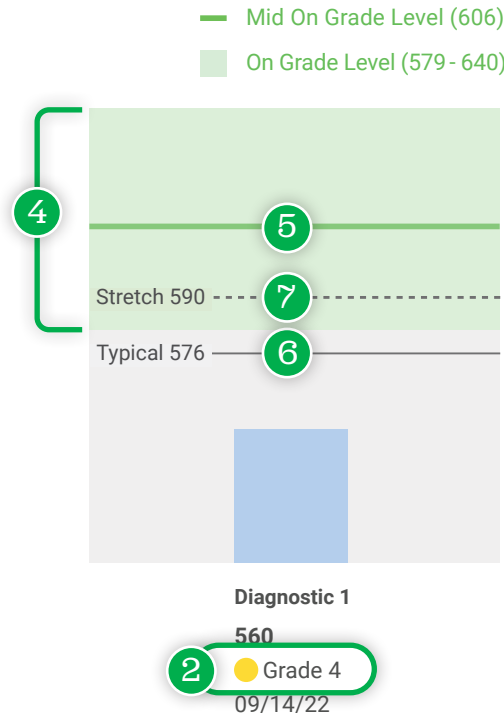 Mid On Grade Level (606)
On Grade Level (579 - 640)
4
5
Stretch 590
7
Typical 576
6
Diagnostic 1
560
2
Grade 4
09/14/22